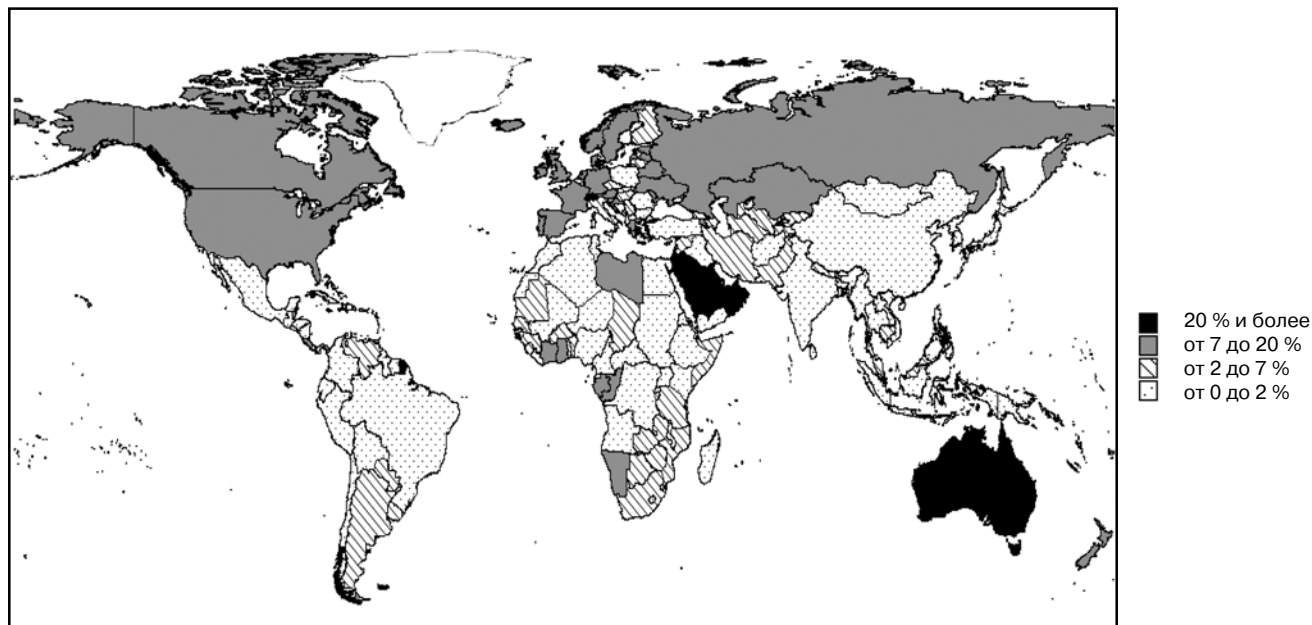 20 % и более
от 7 до 20 %
от 2 до 7 %
от 0 до 2 %